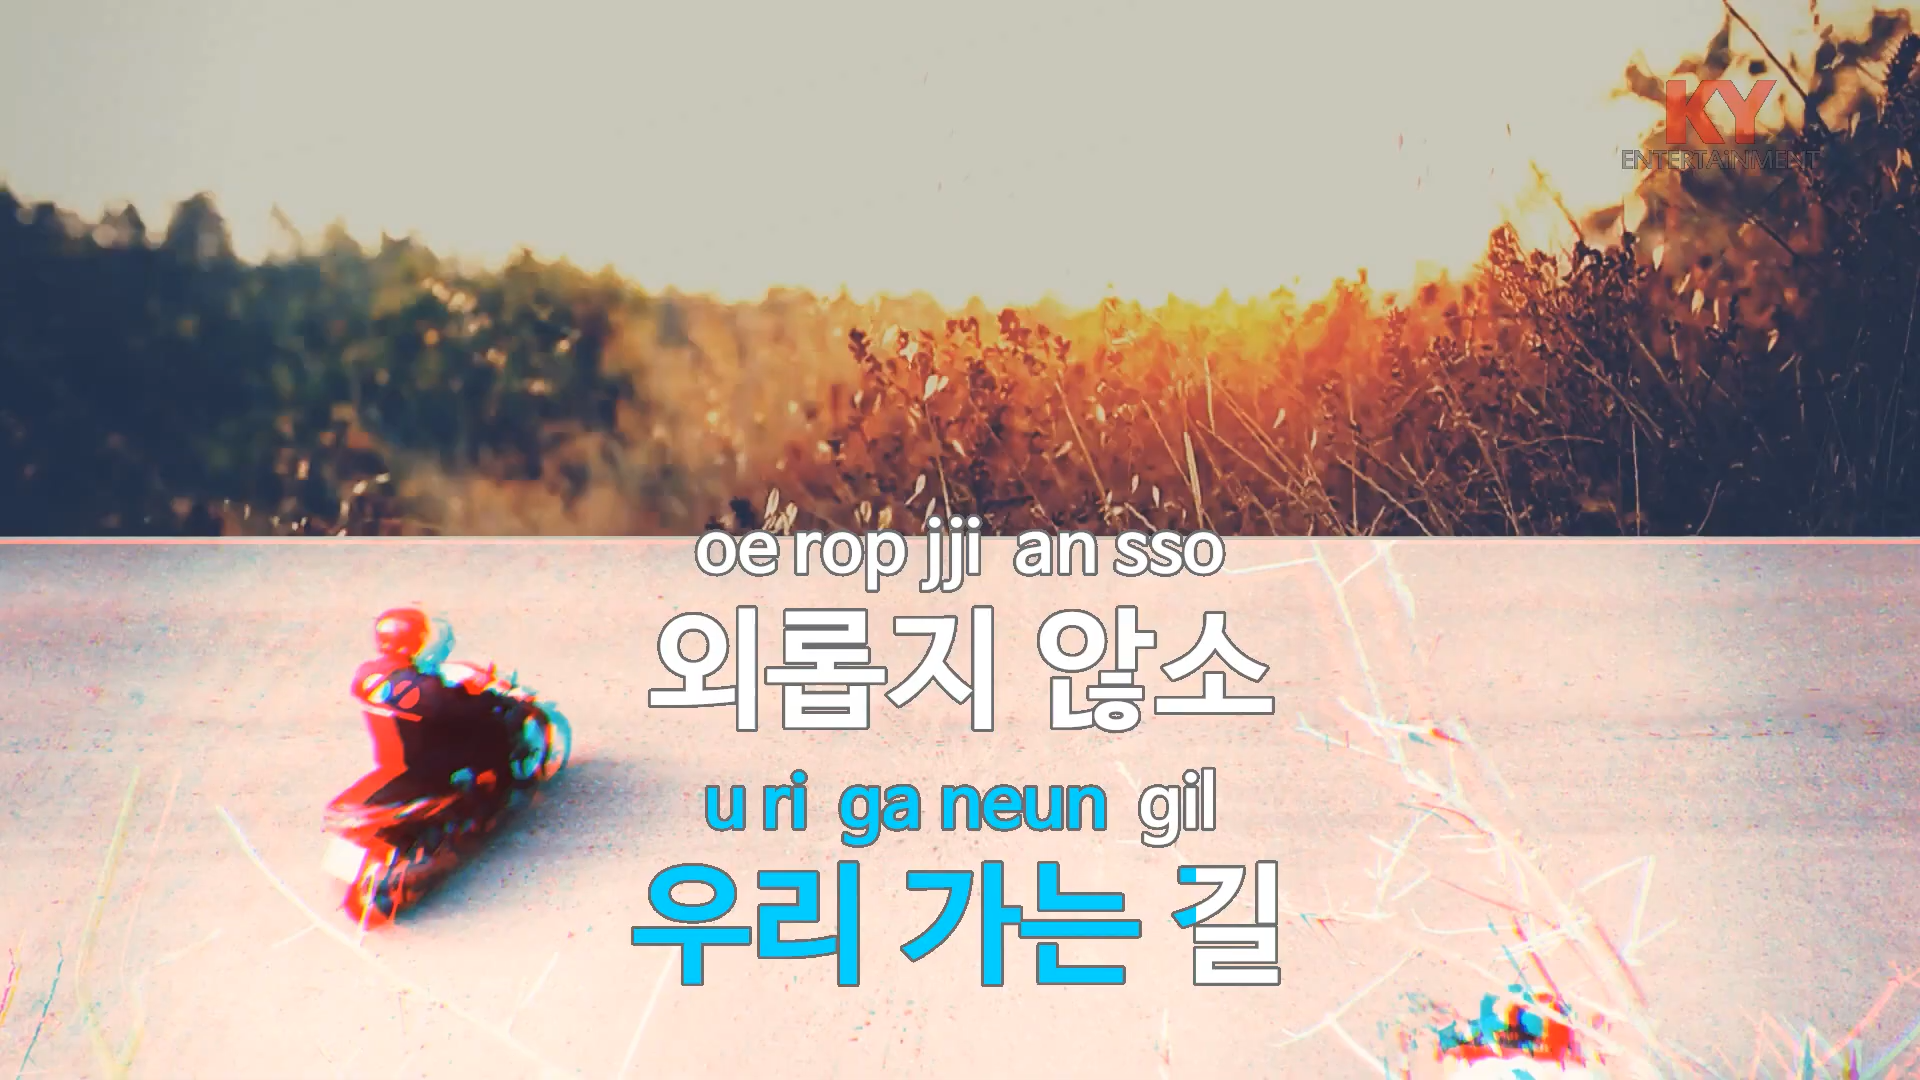 KY
ENTERTAiNMENT
oe rop jji an sso
외롭지 않소
u ri ga neun gil
우리 가는 길